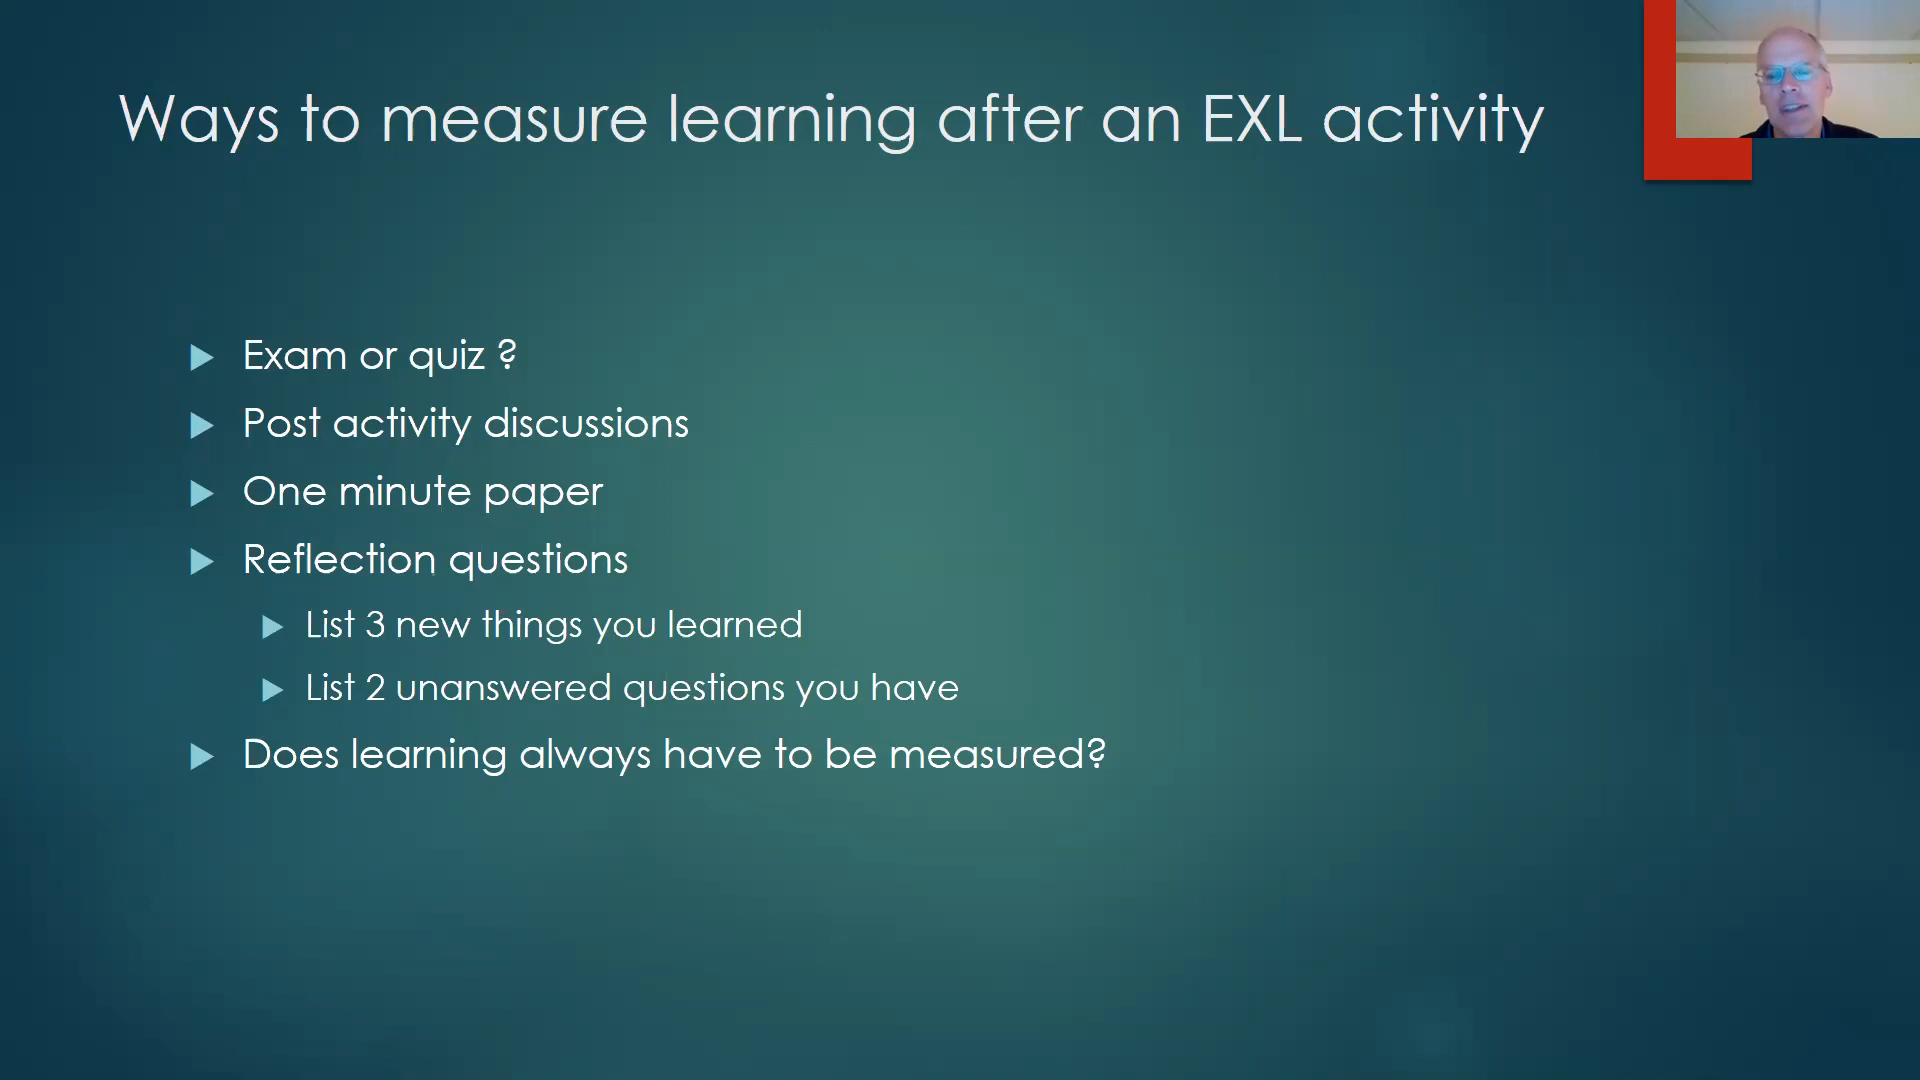 Ways to measure learning after an EXL activity
Exam or quiz ?
Post activity discussions
One minute paper
Reflection questions
List 3 new things you learned
List 2 unanswered questions you have
Does learning always have to be measured?